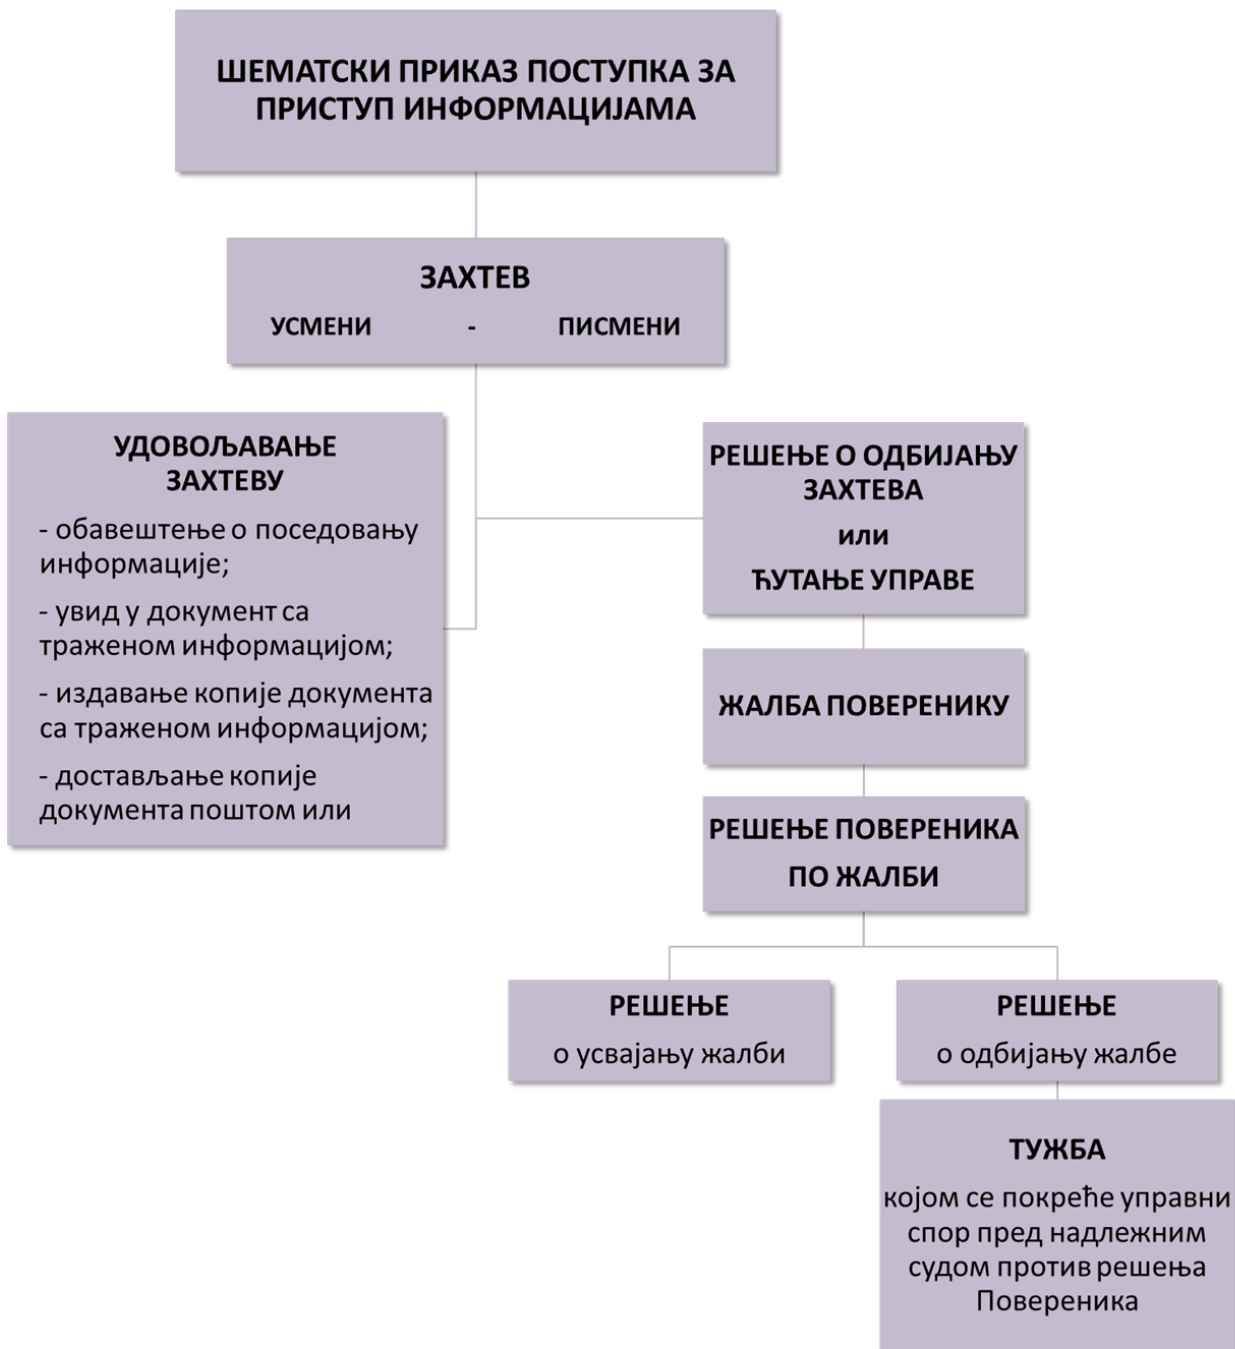 ШЕМАТСКИ ПРИКАЗ ПОСТУПКА ЗА
ПРИСТУП ИНФОРМАЦИЈАМА
ЗАХТЕВ
УСМЕНИ - ПИСМЕНИ
УДОВОЉАВАЊЕ
ЗАХТЕВУ
- обавештење о поседовању
информације;
- увид у документ са
траженом информацијом;
- издавање копије документа
са траженом информацијом;
- достављање копије
документа поштом или
РЕШЕЊЕ О ОДБИЈАЊУ
ЗАХТЕВА
или
ЋУТАЊЕ УПРАВЕ
ЖАЛБА ПОВЕРЕНИКУ
РЕШЕЊЕ ПОВЕРЕНИКА
ПО ЖАЛБИ
РЕШЕЊЕ
о усвајању жалби
РЕШЕЊЕ
о одбијању жалбе
ТУЖБА
којом се покреће управни
спор пред надлежним
судом против решења
Повереника